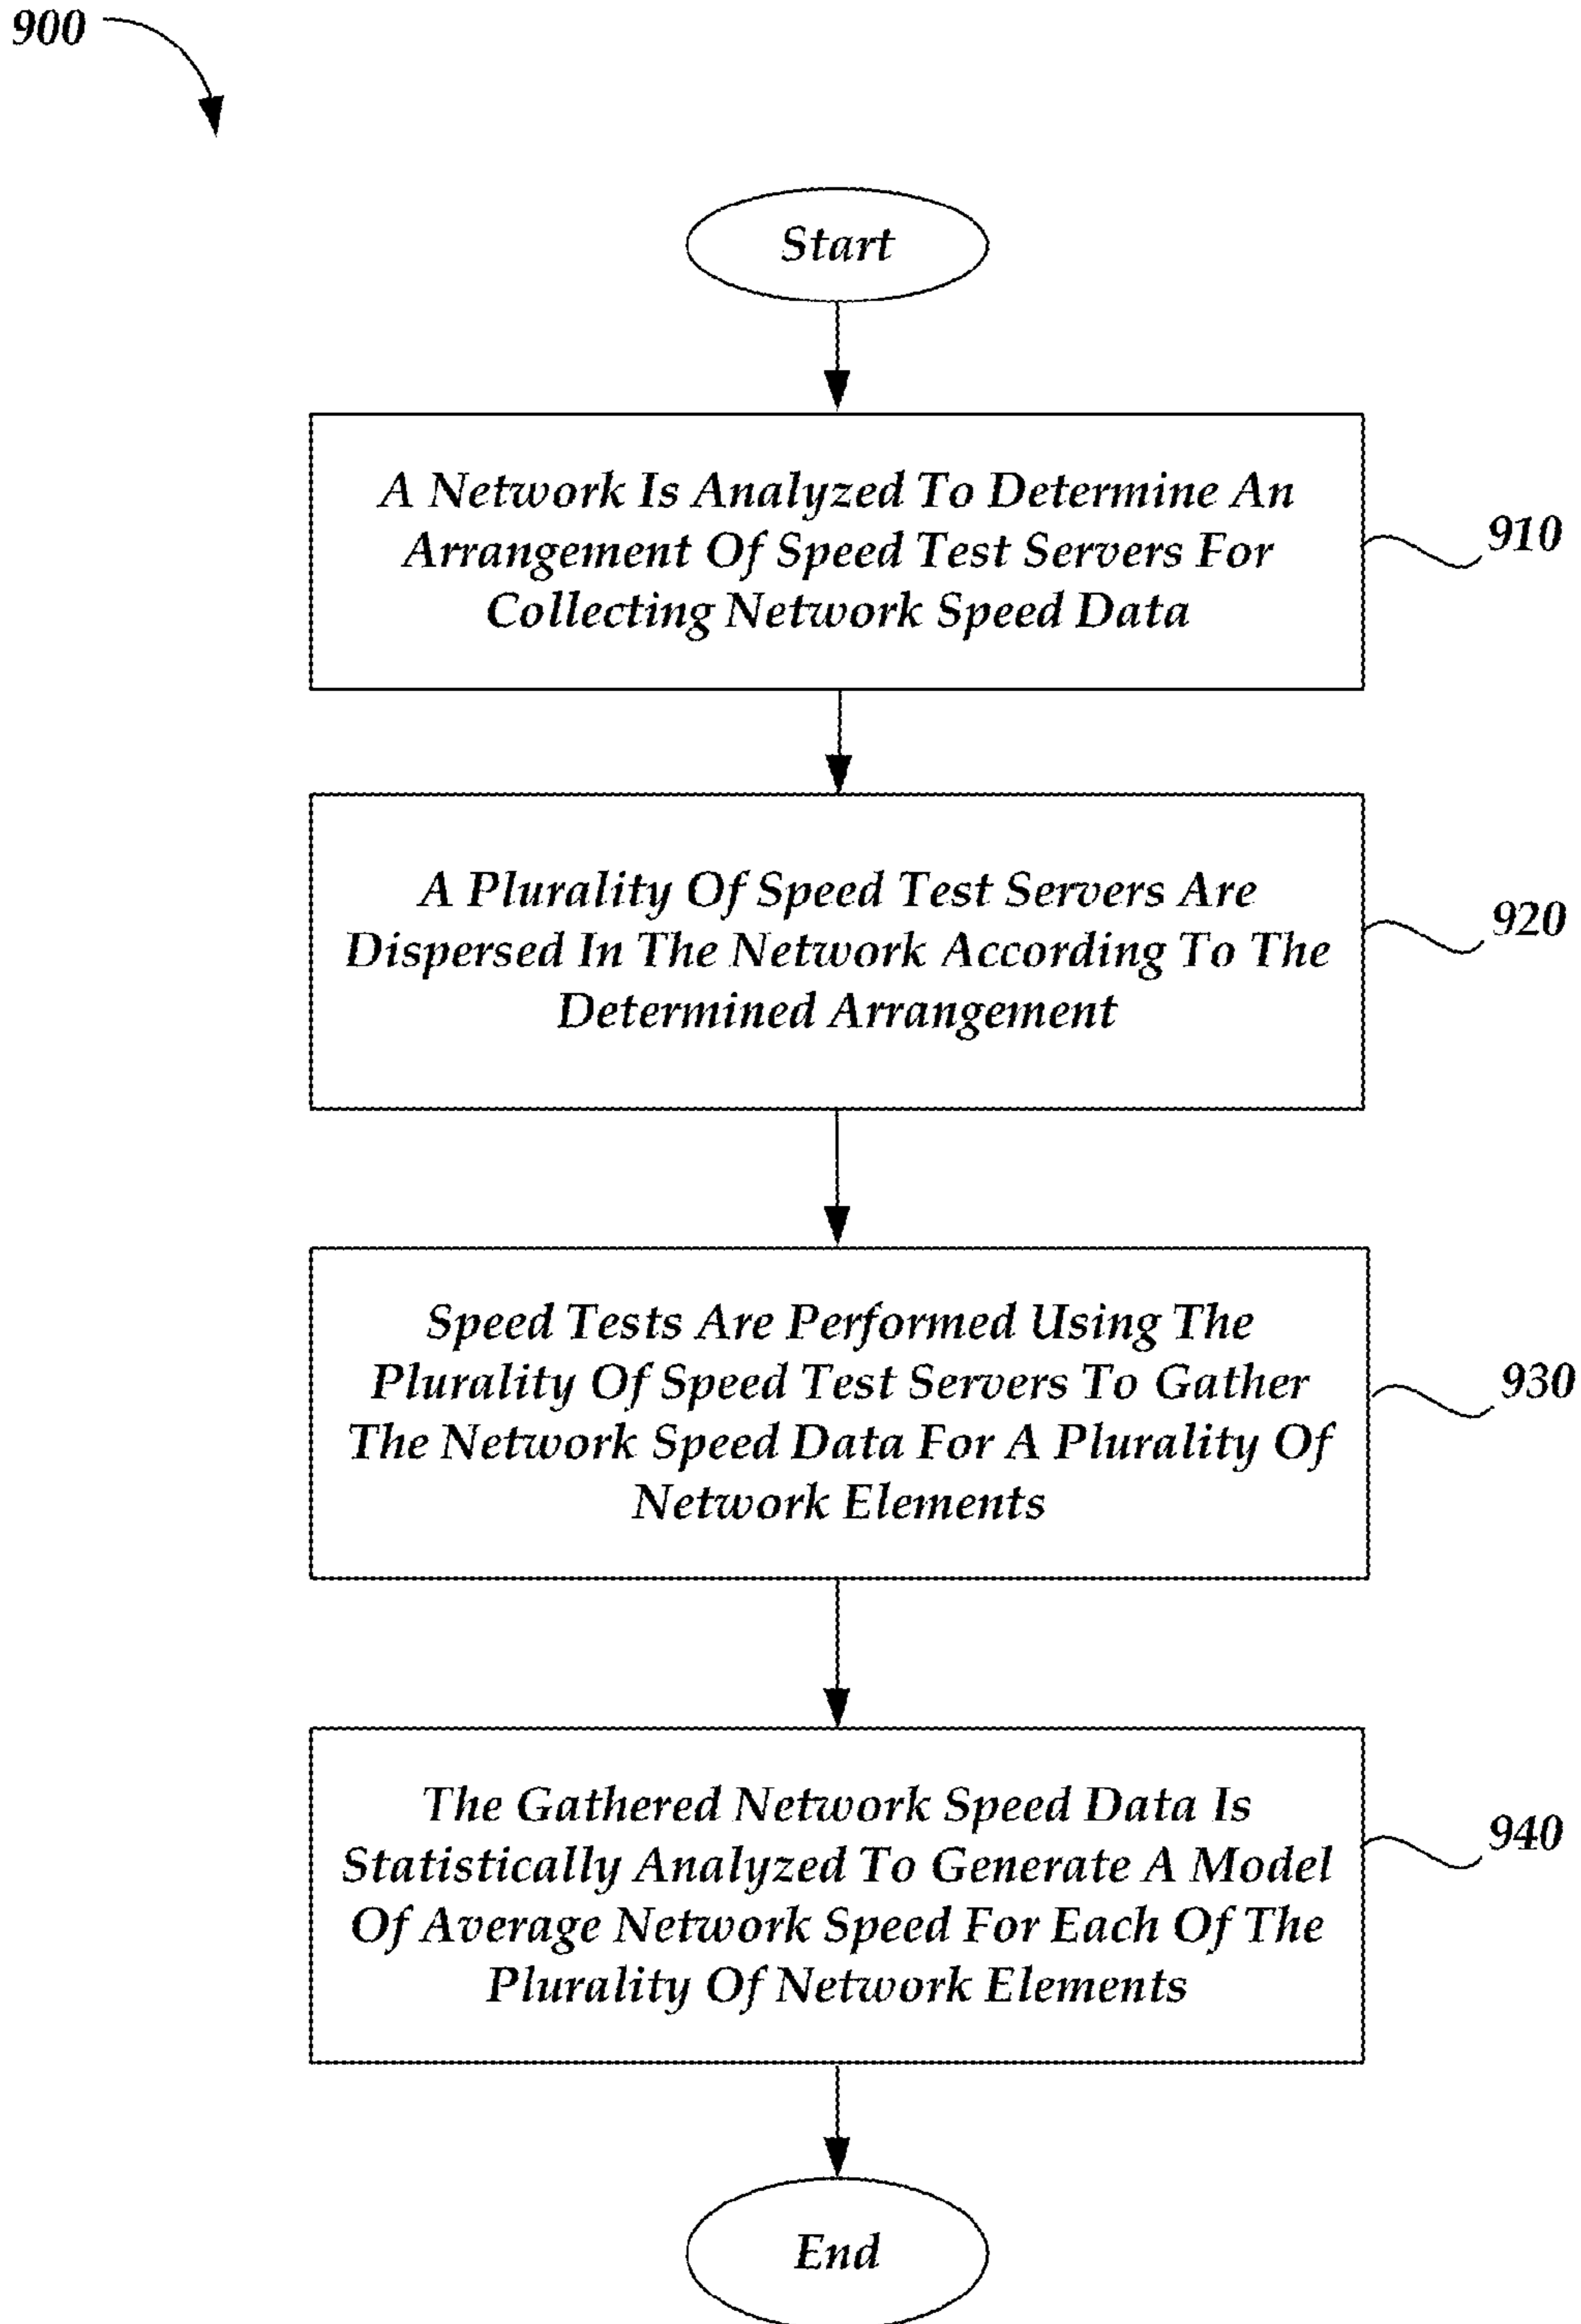 900
Start
A Network Is Analyzed To Determine An
Arrangement Of Speed Test Servers For
Collecting Network Speed Data
910
A Plurality Of Speed Test Servers Are
Dispersed In The Network According To The
Determined Arrangement
920
Speed Tests Are Performed Using The
Plurality Of Speed Test Servers To Gather
The Network Speed Data For A Plurality Of
Network Elements
930
The Gathered Network Speed Data Is
Statistically Analyzed To Generate A Model
Of Average Network Speed For Each Of The
Plurality Of Network Elements
940
End